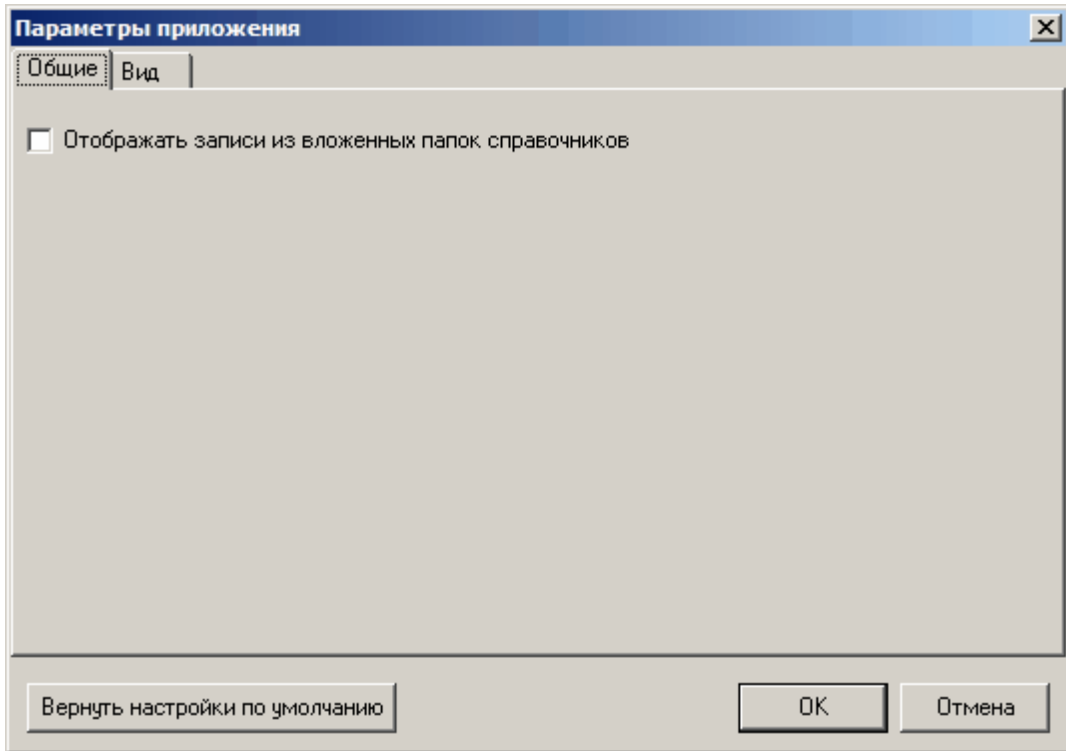 Параметры приложения
Общие Вид
Отображать записи из вложенных папок справочников
Вернуть настройки по умолчанию OK Отмена